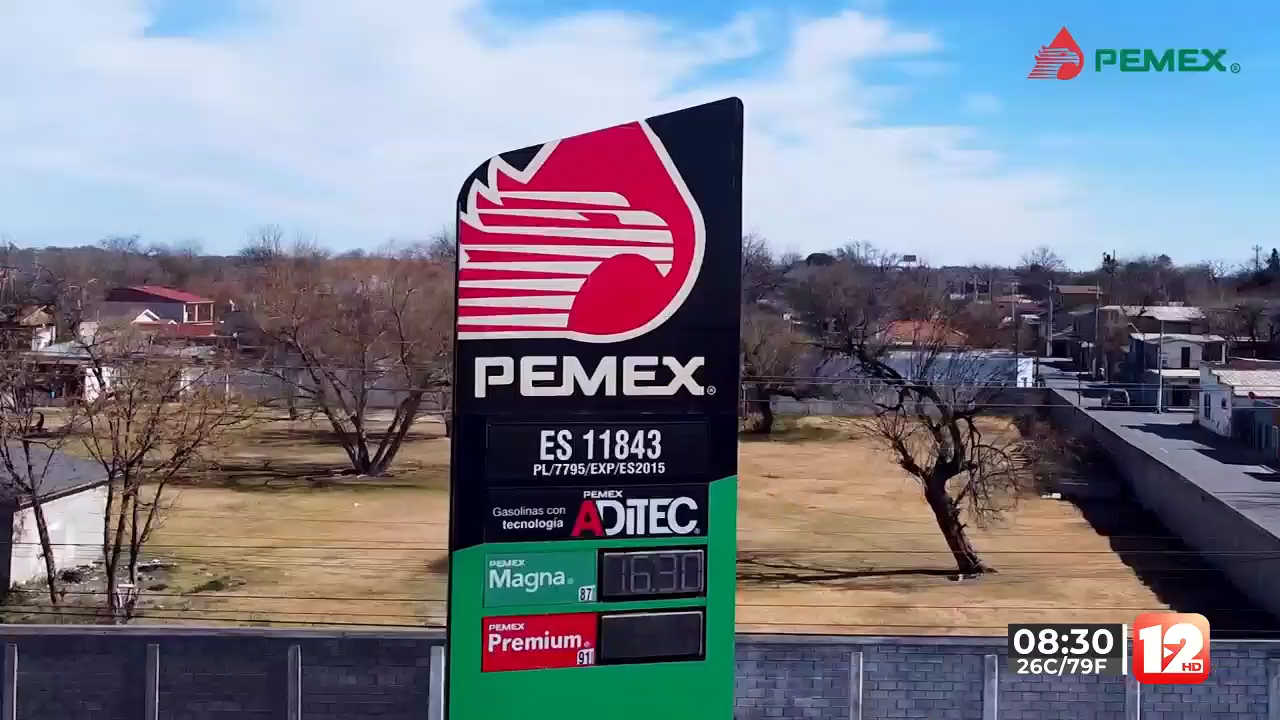 PEMEX®
PEMEX®
ES 11843
PL/7795/EXP/ES2015
Gasolinas con
tecnología
PEMEX
ADITEC®
PEMEX
Magna®
87
16.30
PEMEX
Premium®
91
08:30
26C/79F
12
HD